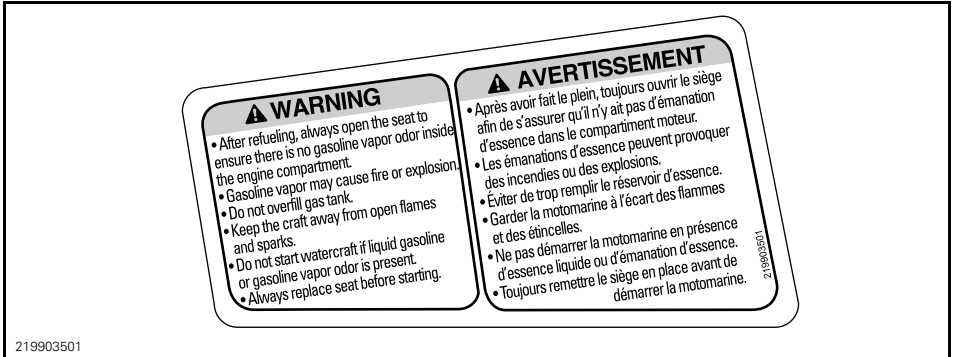 WARNING
• After refueling, always open the seat to
ensure there is no gasoline vapor odor inside
the engine compartment.
• Gasoline vapor may cause fire or explosion.
• Do not overfill gas tank.
• Keep the craft away from open flames
and sparks.
• Do not start watercraft if liquid gasoline
or gasoline vapor odor is present.
• Always replace seat before starting.
AVERTISSEMENT
• Après avoir fait le plein, toujours ouvrir le siège
afin de s'assurer qu'il n'y ait pas d'émanation
d'essence dans le compartiment moteur.
• Les émanations d'essence peuvent provoquer
des incendies ou des explosions.
• Éviter de trop remplir le réservoir d'essence.
• Garder la motomarine à l'écart des flammes
et des étincelles.
• Ne pas démarrer la motomarine en présence
d'essence liquide ou d'émanation d'essence.
• Toujours remettre le siège en place avant de
démarrer la motomarine.
219903501
219903501